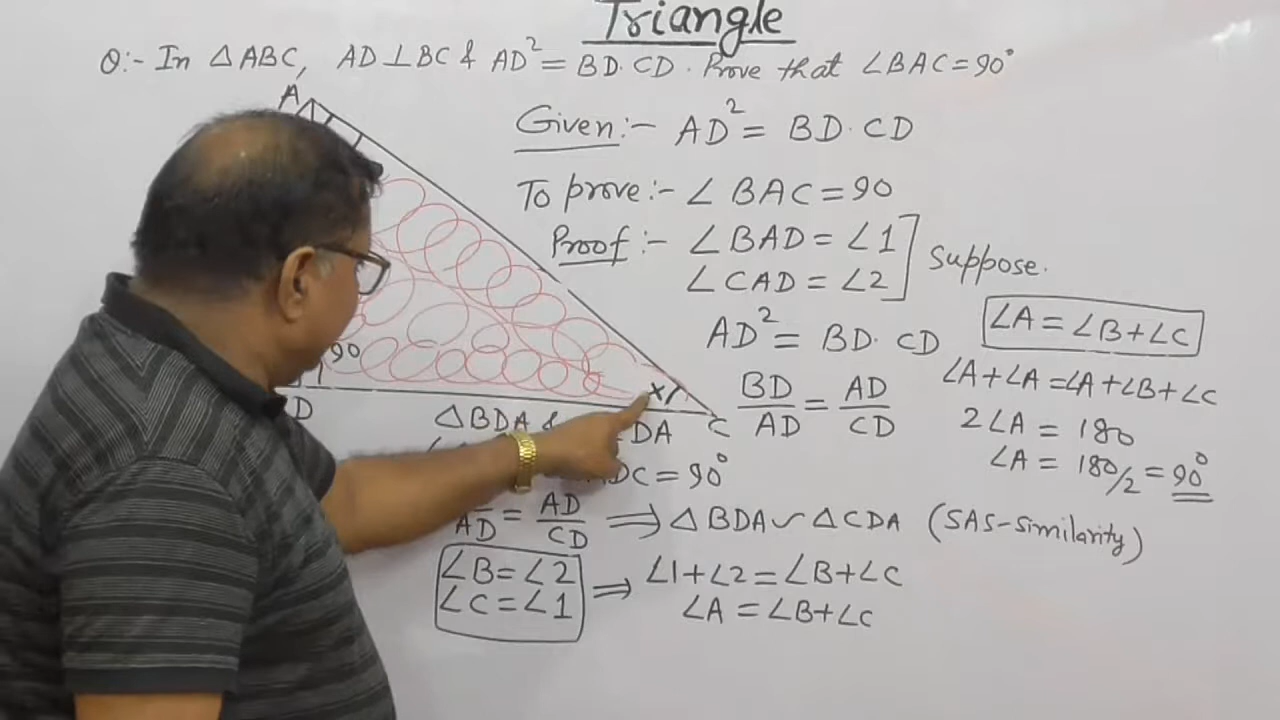 Triangle
Q:- In △ABC, AD⊥BC & AD² = BD·CD. Prove that ∠BAC = 90°
A
Given:- AD² = BD·CD
To prove:- ∠BAC = 90
Proof:- ∠BAD = ∠1
∠CAD = ∠2
Suppose.
AD² = BD·CD
∠A = ∠B+∠C
90
x
D
C
BD/AD = AD/CD
∠A+∠A = ∠A+∠B+∠C
2∠A = 180
∠A = 180/2 = 90°
△BDA & DA
DC = 90°
AD = AD/CD ⇒ △BDA ∽ △CDA (SAS-Similarity)
∠B = ∠2
∠C = ∠1
⇒ ∠1+∠2 = ∠B+∠C
∠A = ∠B+∠C